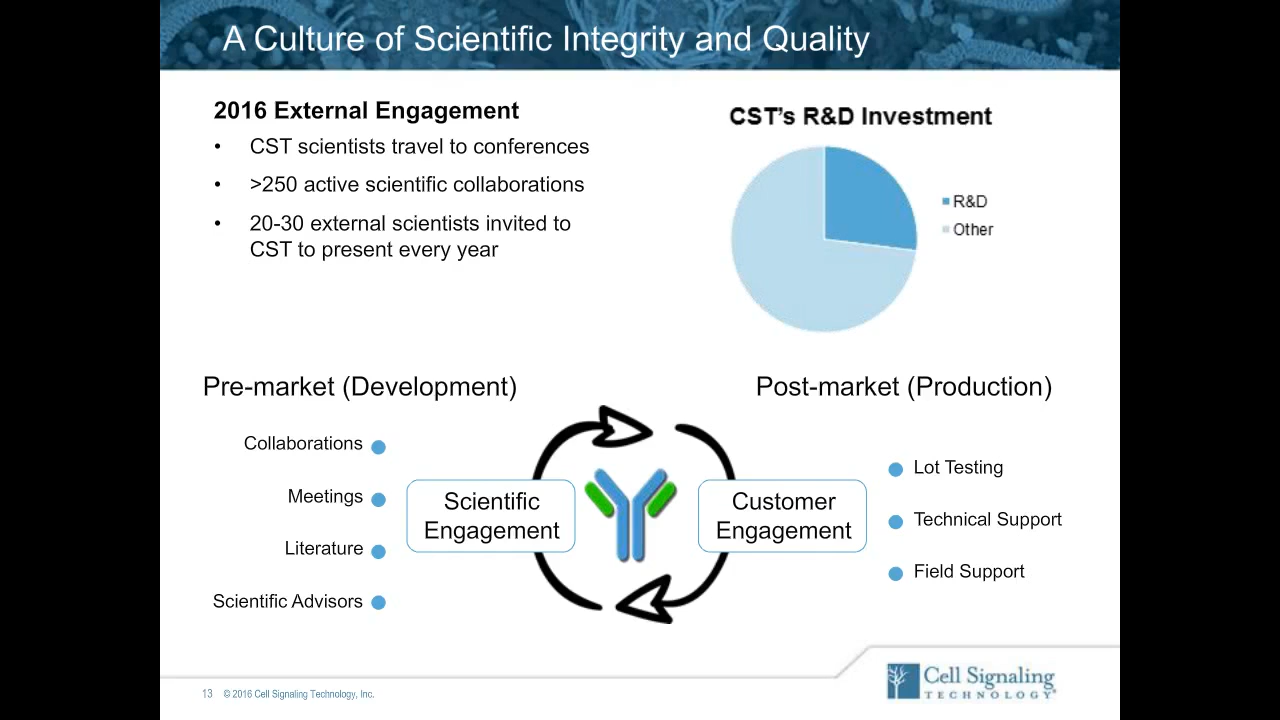 A Culture of Scientific Integrity and Quality
2016 External Engagement
• CST scientists travel to conferences
• >250 active scientific collaborations
• 20-30 external scientists invited to
CST to present every year
CST's R&D Investment
R&D
Other
Pre-market (Development)
Collaborations
Meetings
Literature
Scientific Advisors
Scientific
Engagement
Customer
Engagement
Post-market (Production)
Lot Testing
Technical Support
Field Support
13 © 2016 Cell Signaling Technology, Inc.
Cell Signaling
TECHNOLOGY®